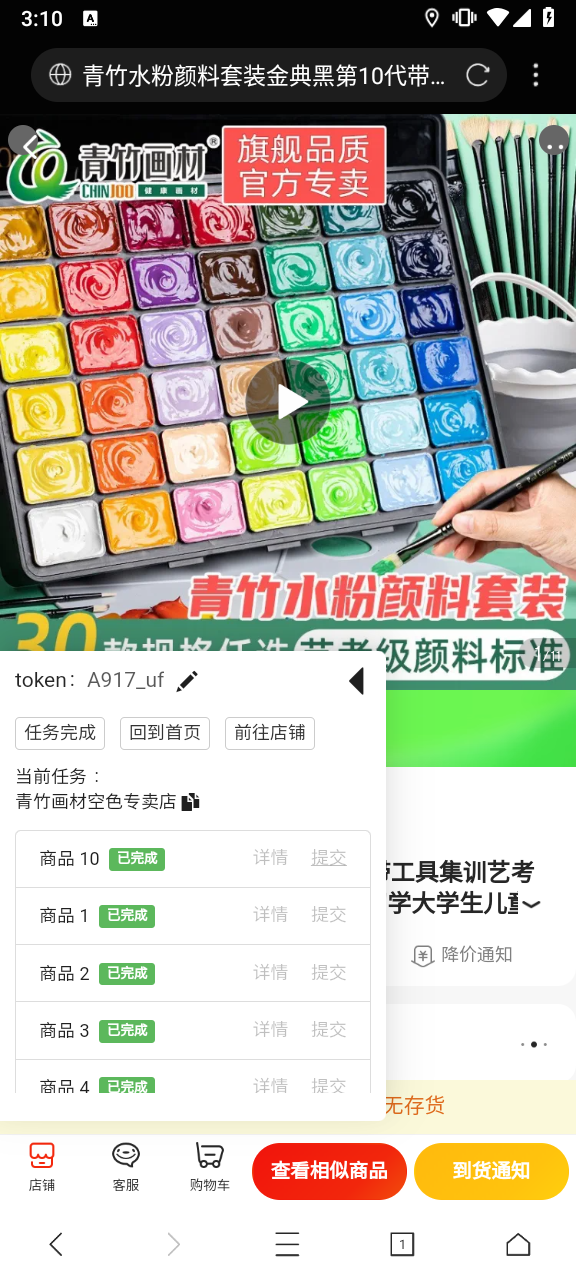 3:10
青竹水粉颜料套装金典黑第10代带...
青竹画材®
CHINJOO 健康画材
旗舰品质
官方专卖
青竹水粉颜料套装
30款规格任选 艺考级颜料标准
token： A917_uf
任务完成 回到首页 前往店铺
当前任务：
青竹画材空色专卖店
商品 10 已完成 详情 提交
商品 1 已完成 详情 提交
商品 2 已完成 详情 提交
商品 3 已完成 详情 提交
商品 4 已完成 详情 提交
带工具集训艺考
学大学生儿童
降价通知
无存货
店铺 客服 购物车 查看相似商品 到货通知
1